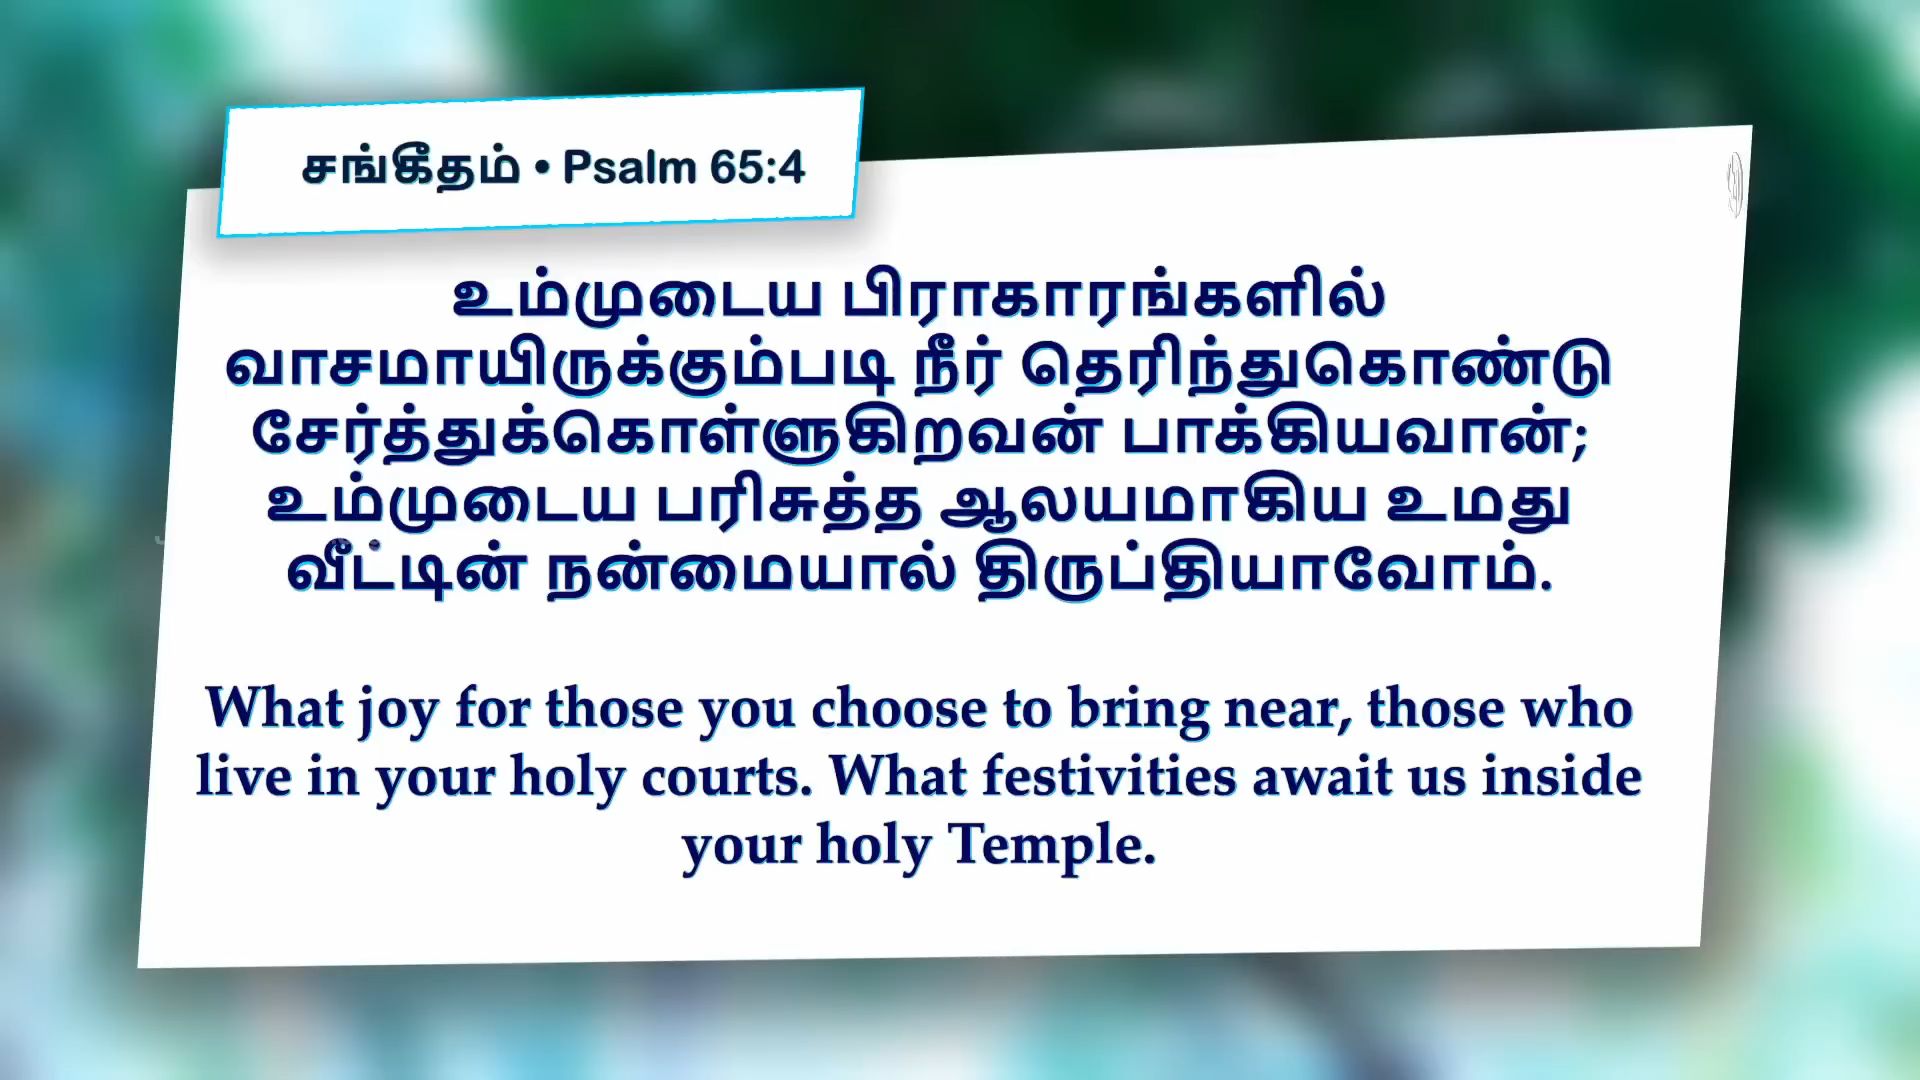 சங்கீதம் • Psalm 65:4
உம்முடைய பிராகாரங்களில்
வாசமாயிருக்கும்படி நீர் தெரிந்துகொண்டு
சேர்த்துக்கொள்ளுகிறவன் பாக்கியவான்;
உம்முடைய பரிசுத்த ஆலயமாகிய உமது
வீட்டின் நன்மையால் திருப்தியாவோம்.
What joy for those you choose to bring near, those who
live in your holy courts. What festivities await us inside
your holy Temple.